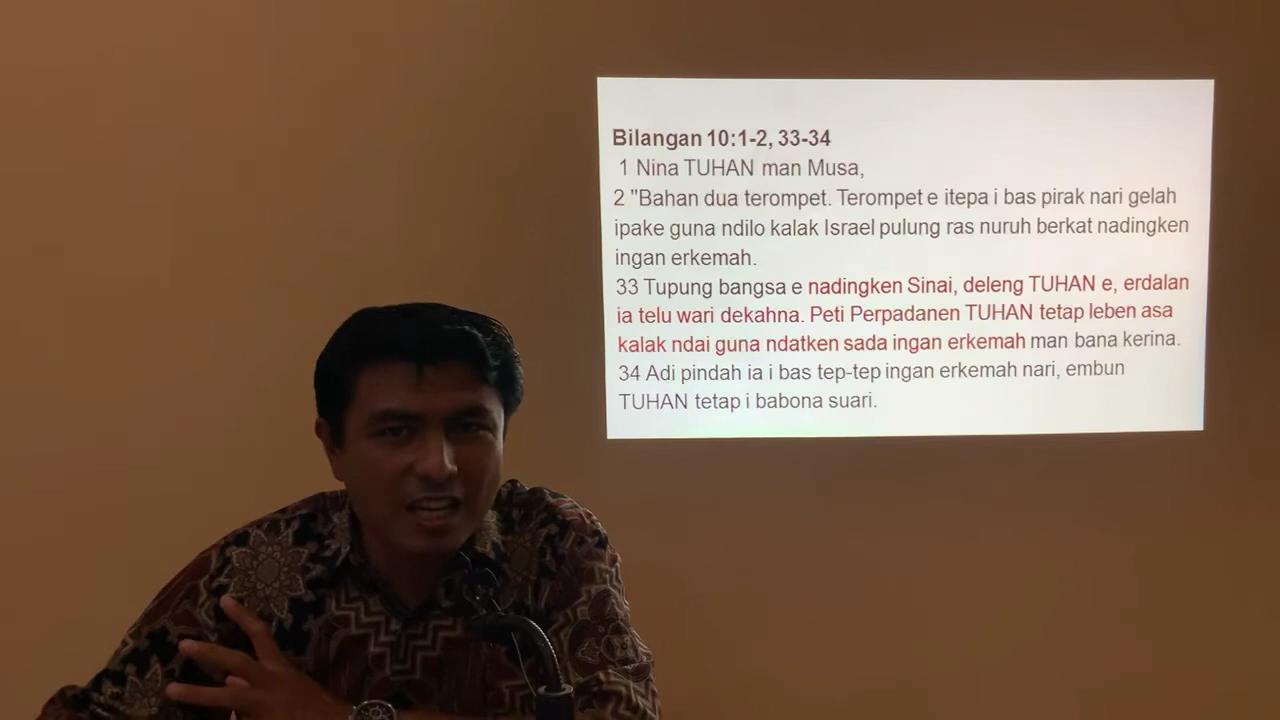 Bilangan 10:1-2, 33-34
1 Nina TUHAN man Musa,
2 "Bahan dua terompet. Terompet e itepa i bas pirak nari gelah
ipake guna ndilo kalak Israel pulung ras nuruh berkat nadingken
ingan erkemah.
33 Tupung bangsa e nadingken Sinai, deleng TUHAN e, erdalan
ia telu wari dekahna. Peti Perpadanen TUHAN tetap leben asa
kalak ndai guna ndatken sada ingan erkemah man bana kerina.
34 Adi pindah ia i bas tep-tep ingan erkemah nari, embun
TUHAN tetap i babona suari.